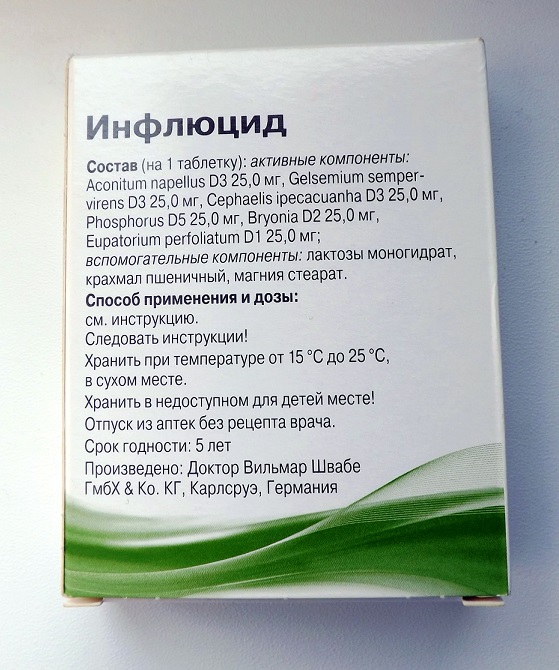 Инфлюцид
Состав (на 1 таблетку): активные компоненты:
Aconitum napellus D3 25,0 мг, Gelsemium semper-
virens D3 25,0 мг, Cephaelis ipecacuanha D3 25,0 мг,
Phosphorus D5 25,0 мг, Bryonia D2 25,0 мг,
Eupatorium perfoliatum D1 25,0 мг;
вспомогательные компоненты: лактозы моногидрат,
крахмал пшеничный, магния стеарат.
Способ применения и дозы:
см. инструкцию.
Следовать инструкции!
Хранить при температуре от 15 °C до 25 °C,
в сухом месте.
Хранить в недоступном для детей месте!
Отпуск из аптек без рецепта врача.
Срок годности: 5 лет
Произведено: Доктор Вильмар Швабе
ГмбХ & Ко. КГ, Карлсруэ, Германия